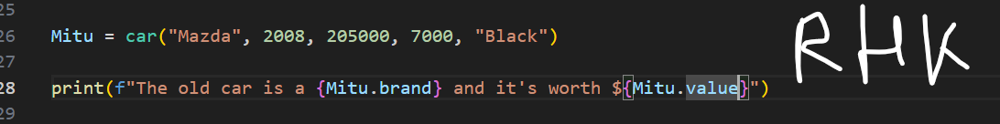 25
26 Mitu = car("Mazda", 2008, 205000, 7000, "Black") RHK
27
28 print(f"The old car is a {Mitu.brand} and it's worth ${Mitu.value}")
29